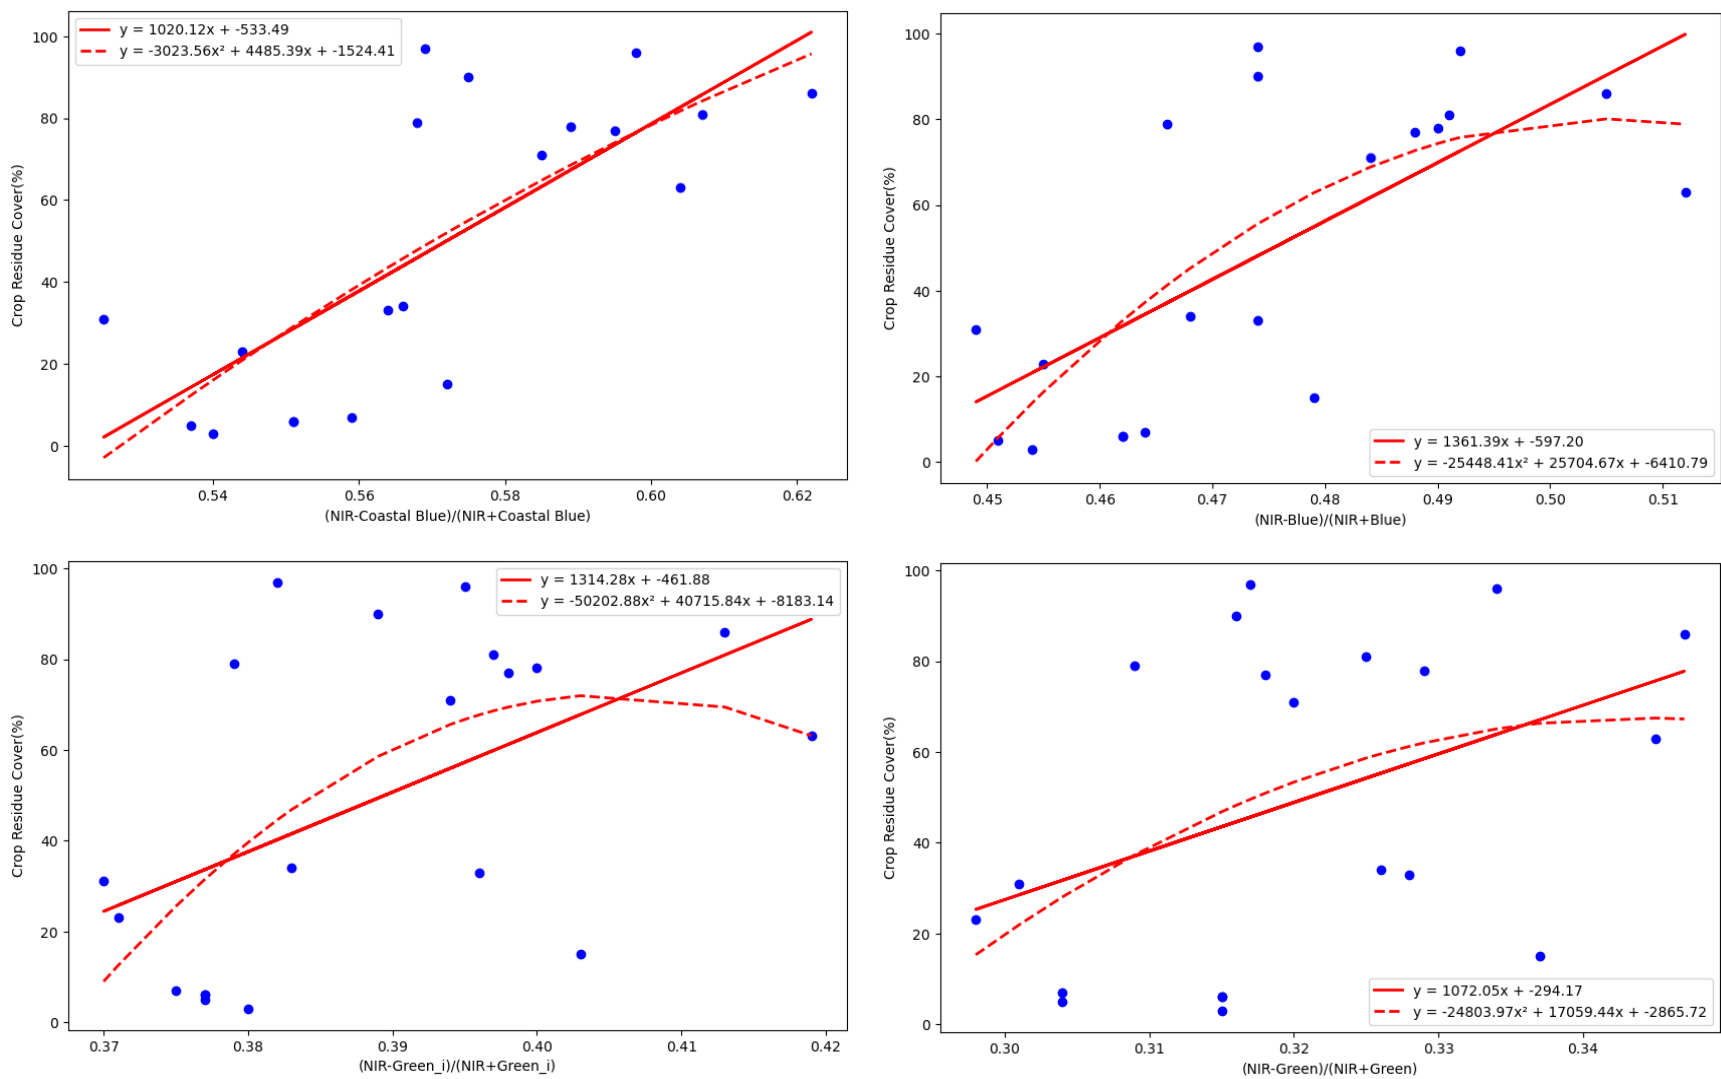 y = 1020.12x + -533.49
y = -3023.56x² + 4485.39x + -1524.41
100
80
60
40
20
0
Crop Residue Cover(%)
0.54 0.56 0.58 0.60 0.62
(NIR-Coastal Blue)/(NIR+Coastal Blue)
100
80
60
40
20
0
Crop Residue Cover(%)
y = 1361.39x + -597.20
y = -25448.41x² + 25704.67x + -6410.79
0.45 0.46 0.47 0.48 0.49 0.50 0.51
(NIR-Blue)/(NIR+Blue)
y = 1314.28x + -461.88
y = -50202.88x² + 40715.84x + -8183.14
100
80
60
40
20
0
Crop Residue Cover(%)
0.37 0.38 0.39 0.40 0.41 0.42
(NIR-Green_i)/(NIR+Green_i)
100
80
60
40
20
0
Crop Residue Cover(%)
y = 1072.05x + -294.17
y = -24803.97x² + 17059.44x + -2865.72
0.30 0.31 0.32 0.33 0.34
(NIR-Green)/(NIR+Green)